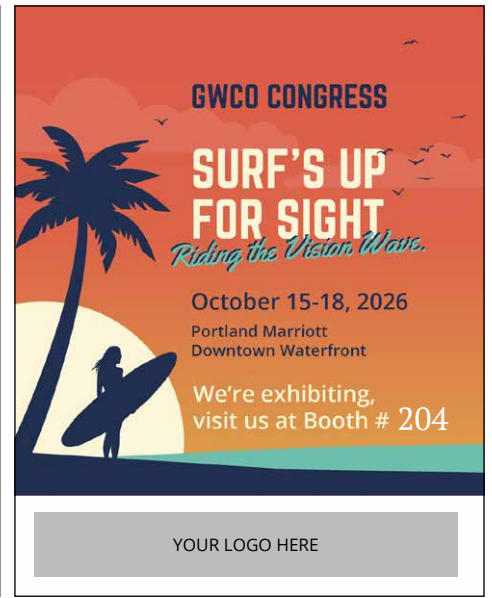 GWCO CONGRESS
SURF'S UP
FOR SIGHT
Riding the Vision Wave.
October 15-18, 2026
Portland Marriott
Downtown Waterfront
We're exhibiting,
visit us at Booth # 204
YOUR LOGO HERE